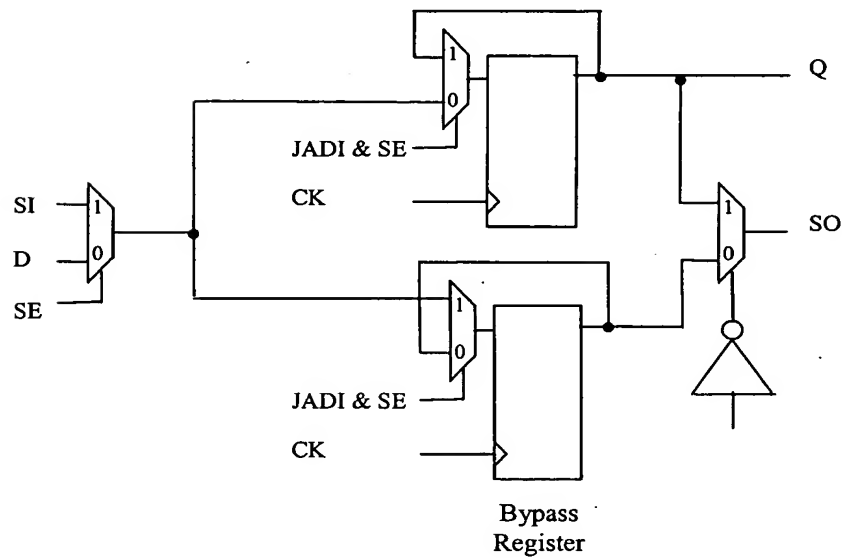 1
0
Q
JADI & SE
CK
SI
1
D
0
SE
1
0
SO
1
0
JADI & SE
CK
Bypass
Register